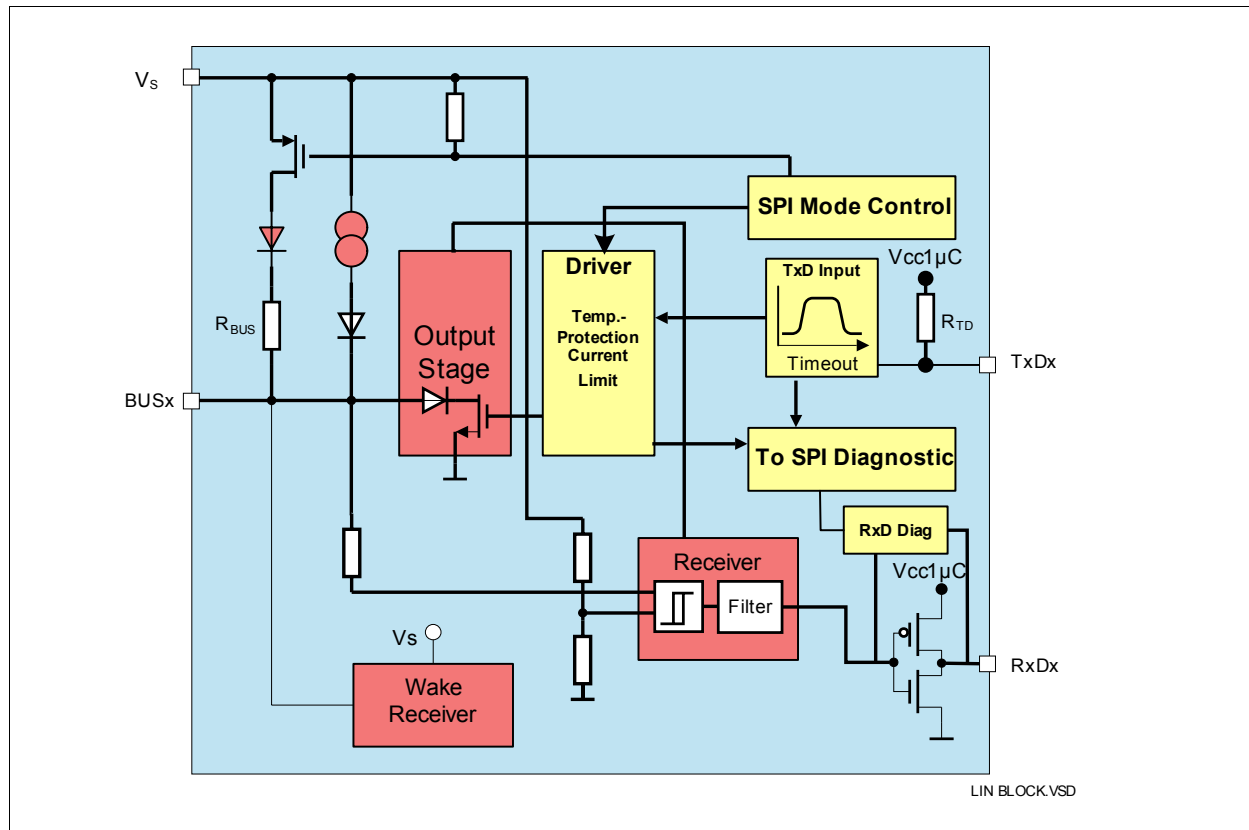 VS
SPI Mode Control
Vcc1µC
Driver
TxD Input
Temp.-
Protection
Current
Limit
RTD
RBUS
Output
Stage
Timeout
TxDx
BUSx
To SPI Diagnostic
RxD Diag
Receiver
Vcc1µC
Filter
Vs
RxDx
Wake
Receiver
LIN BLOCK.VSD